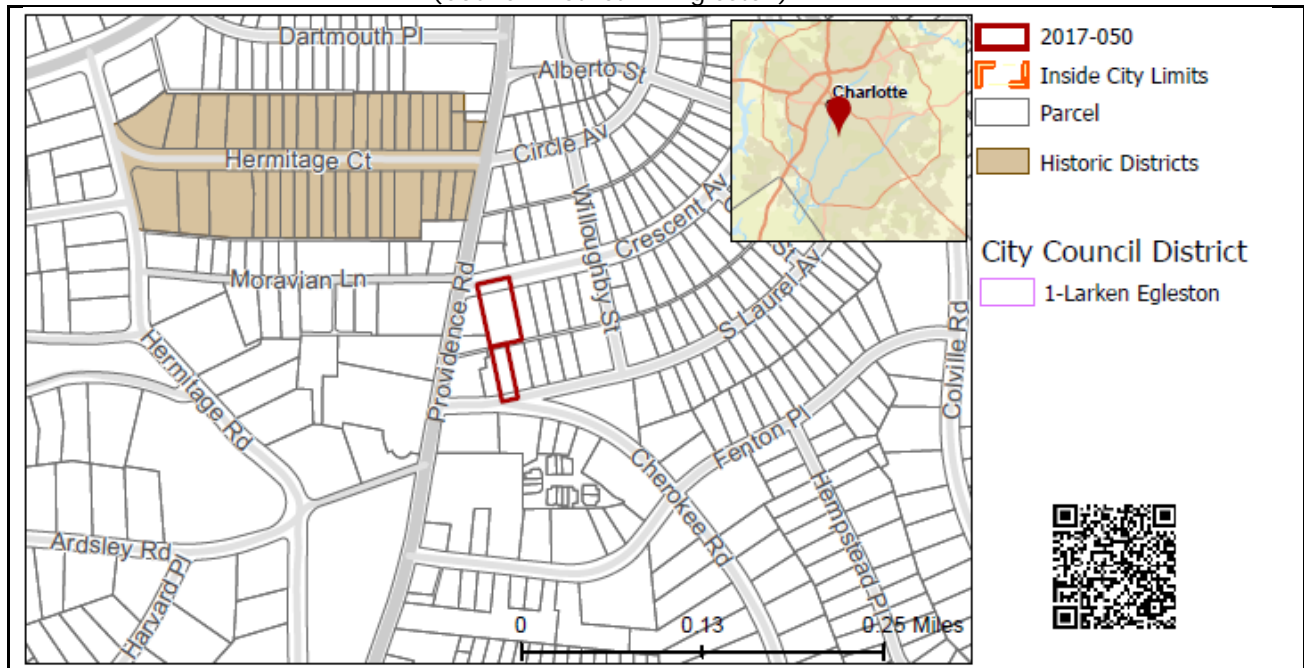 Dartmouth Pl
Alberto St
Charlotte
2017-050
Inside City Limits
Parcel
Historic Districts
Hermitage Ct
Circle Av
Willoughby St
Crescent Av
St
S Laurel Av
City Council District
1-Larken Egleston
Moravian Ln
Providence Rd
Hermitage Rd
Colville Rd
Fenton Pl
Cherokee Rd
Hempstead Pl
Ardsley Rd
Harvard Pl
0
0.13
0.25 Miles